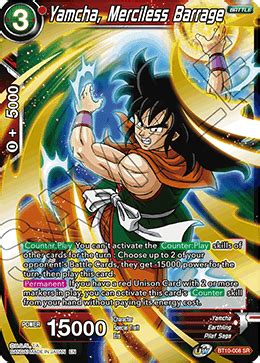 3
Yamcha, Merciless Barrage
BATTLE
0 + 5000
Counter:Play You can't activate the Counter:Play skills
of other cards for the turn : Choose up to 2 of your
opponent's Battle Cards, they get -15000 power for the
turn, then play this card.
Permanent If you have a red Unison Card with 2 or more
markers in play, you can activate this card's Counter
skill from your hand without paying its energy cost.
POWER
15000
Character
Special Trait
Era
Yamcha
Earthling
Pilaf Saga
BT10-008 SR